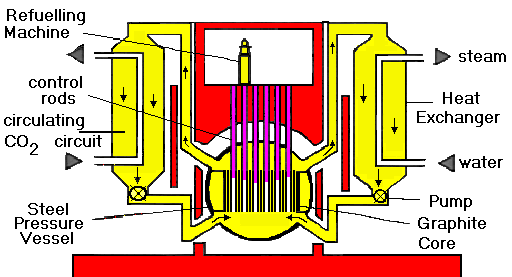 Refuelling
Machine
control
rods
circulating
CO2 circuit
Steel
Pressure
Vessel
steam
Heat
Exchanger
water
Pump
Graphite
Core